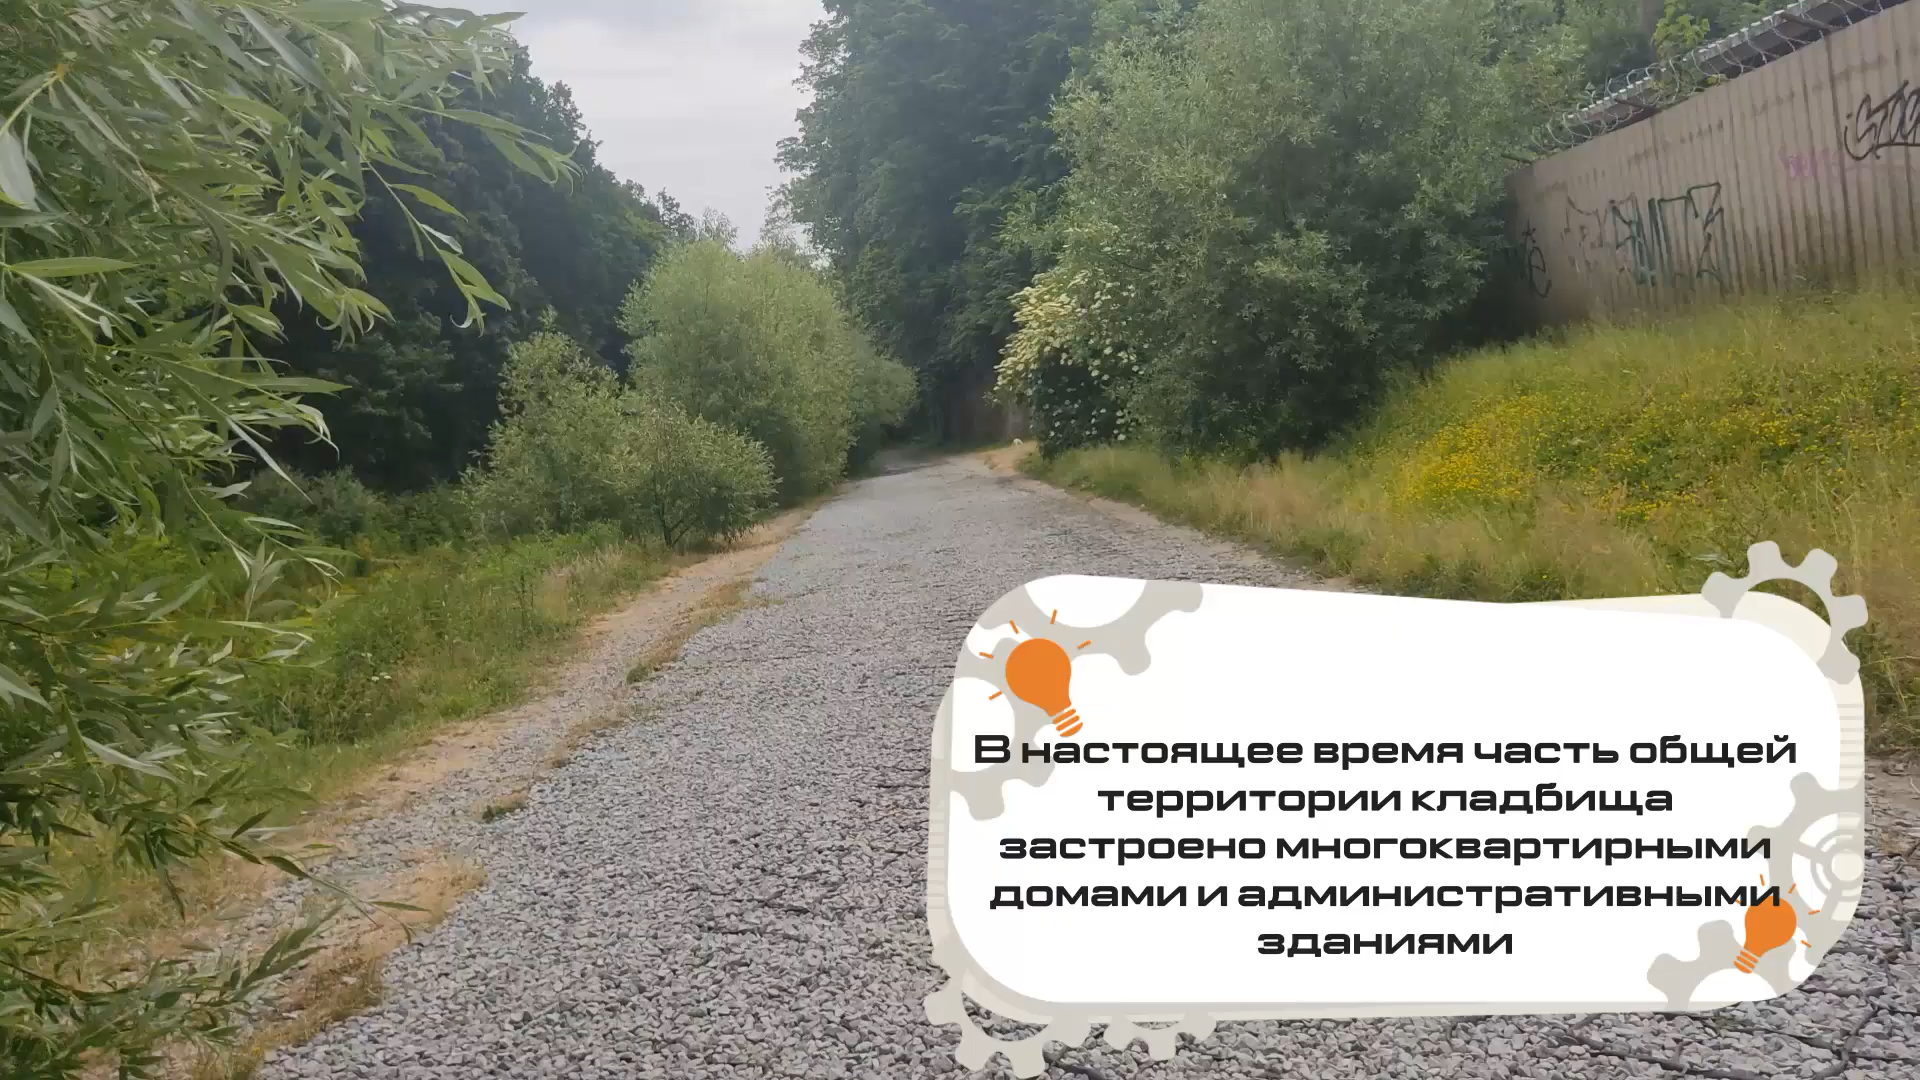 В настоящее время часть общей
территории кладбища
застроено многоквартирными
домами и административными
зданиями